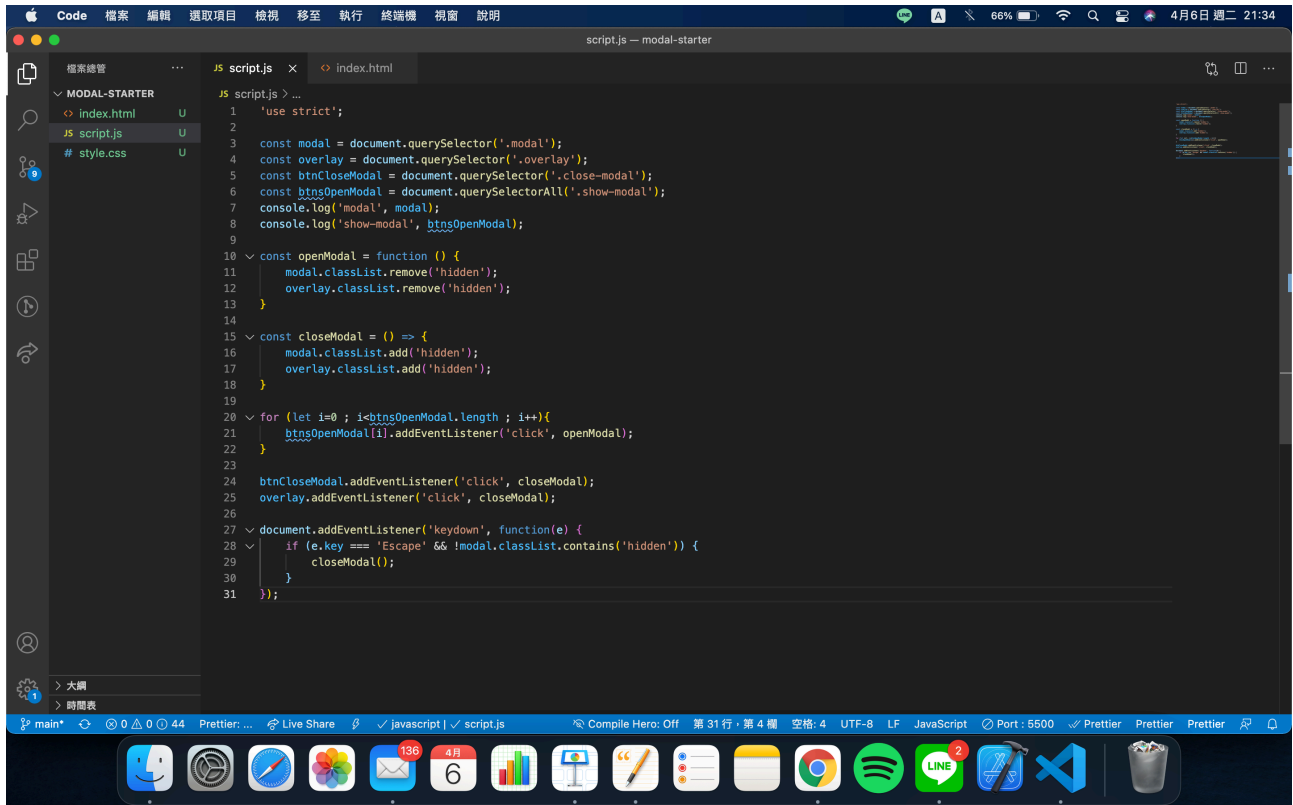 Code 檔案 編輯 選取項目 檢視 移至 執行 終端機 視窗 說明 LINE A 66% 4月6日 週二 21:34
script.js — modal-starter
檔案總管 ... JS script.js × <> index.html ...
MODAL-STARTER
JS script.js > ...
<> index.html U
JS script.js U
# style.css U
9
1 'use strict';
2
3 const modal = document.querySelector('.modal');
4 const overlay = document.querySelector('.overlay');
5 const btnCloseModal = document.querySelector('.close-modal');
6 const btnsOpenModal = document.querySelectorAll('.show-modal');
7 console.log('modal', modal);
8 console.log('show-modal', btnsOpenModal);
9
10 const openModal = function () {
11 modal.classList.remove('hidden');
12 overlay.classList.remove('hidden');
13 }
14
15 const closeModal = () => {
16 modal.classList.add('hidden');
17 overlay.classList.add('hidden');
18 }
19
20 for (let i=0 ; i<btnsOpenModal.length ; i++){
21 btnsOpenModal[i].addEventListener('click', openModal);
22 }
23
24 btnCloseModal.addEventListener('click', closeModal);
25 overlay.addEventListener('click', closeModal);
26
27 document.addEventListener('keydown', function(e) {
28 if (e.key === 'Escape' && !modal.classList.contains('hidden')) {
29 closeModal();
30 }
31 });
1
> 大綱
> 時間表
main* 0 0 44 Prettier: ... Live Share ✓ javascript | ✓ script.js Compile Hero: Off 第 31 行，第 4 欄 空格: 4 UTF-8 LF JavaScript Port : 5500 Prettier Prettier Prettier
136 4月 6 LINE 2